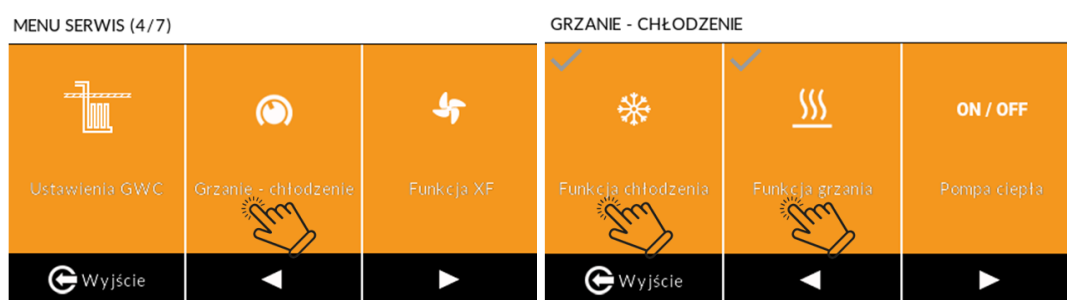 MENU SERWIS (4/7)
Ustawienia GWC
Grzanie - chłodzenie
Funkcja XF
Wyjście
GRZANIE - CHŁODZENIE
Funkcja chłodzenia
Funkcja grzania
ON / OFF
Pompa ciepła
Wyjście